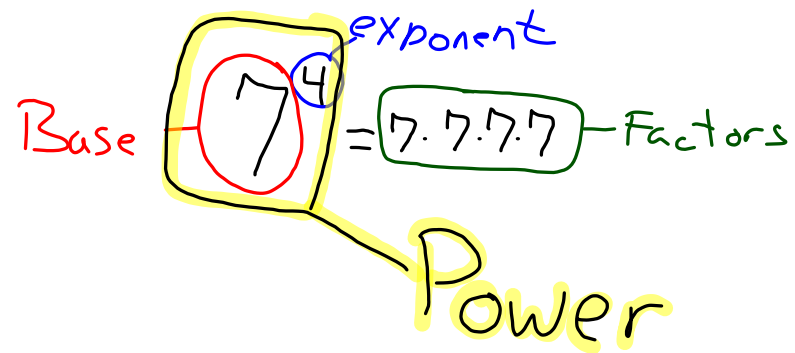 exponent
Base 7⁴ = 7·7·7·7 Factors
Power